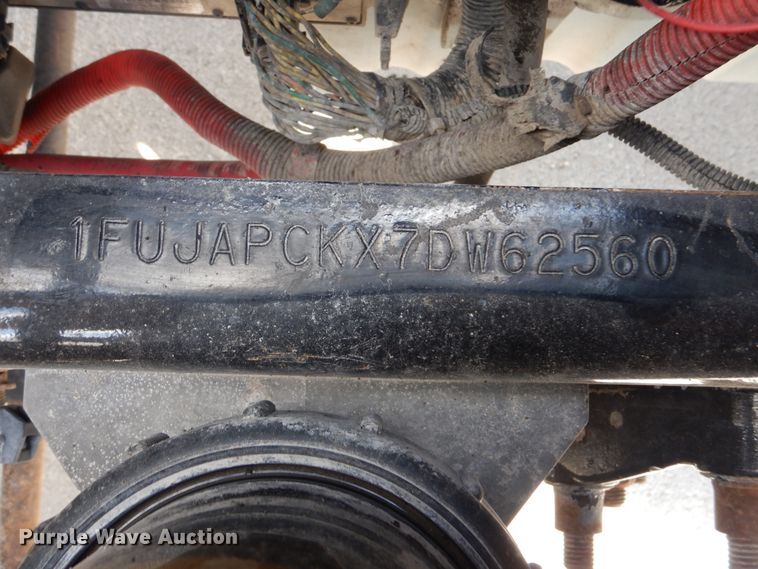 1FUJAPCKX7DW62560
Purple Wave Auction